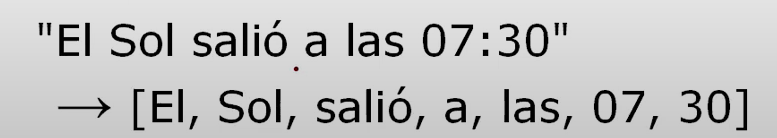 "El Sol salió a las 07:30"
→ [El, Sol, salió, a, las, 07, 30]